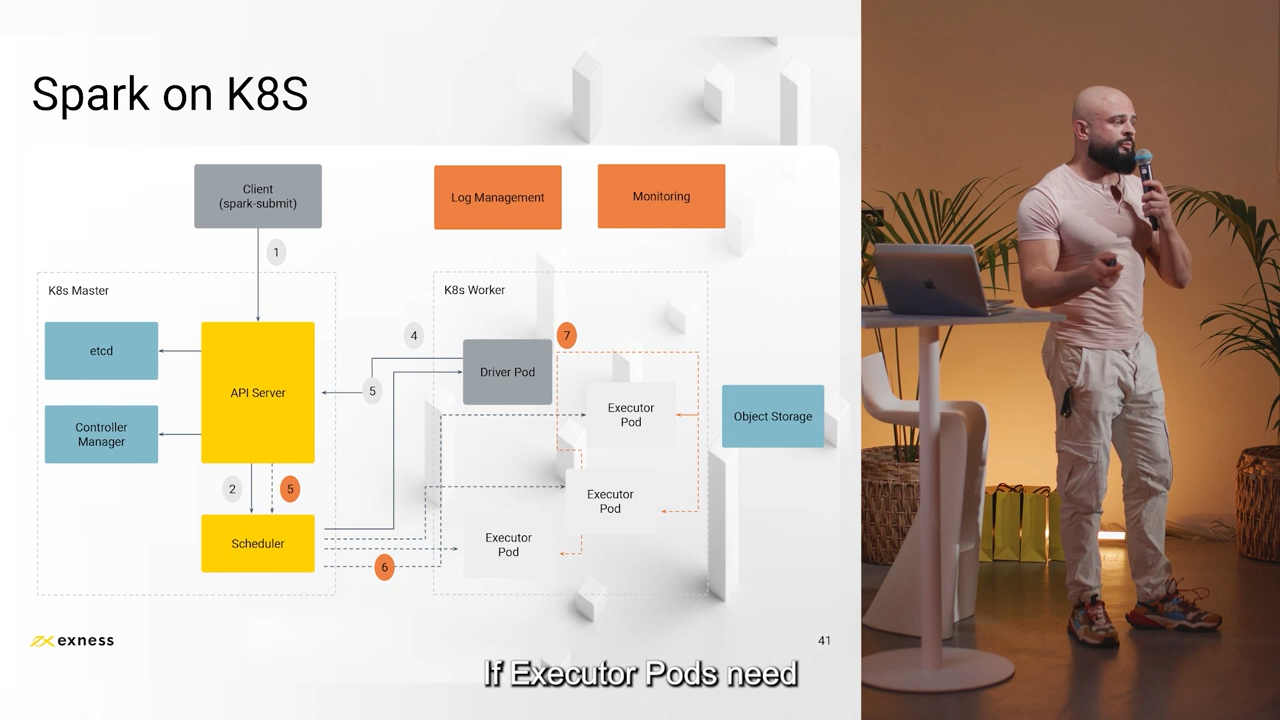 Spark on K8S
Client
(spark-submit)
Log Management
Monitoring
1
K8s Master
K8s Worker
etcd
API Server
4
7
Driver Pod
5
Controller
Manager
Executor
Pod
Object Storage
2
5
Executor
Pod
Scheduler
Executor
Pod
6
exness
41
If Executor Pods need